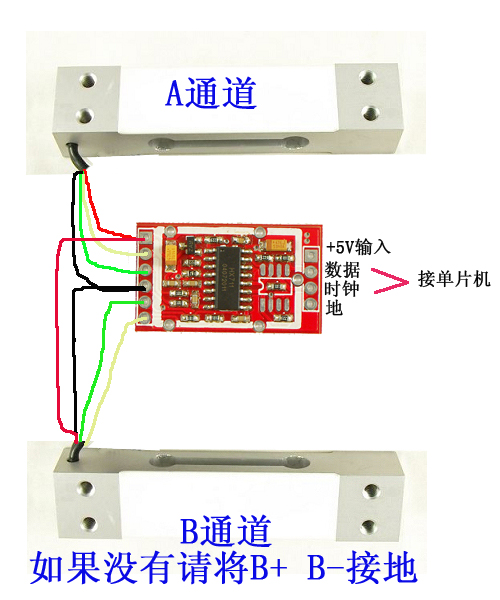 A通道
+5V输入
数据
时钟
接单片机
地
B通道
如果没有请将B+ B-接地